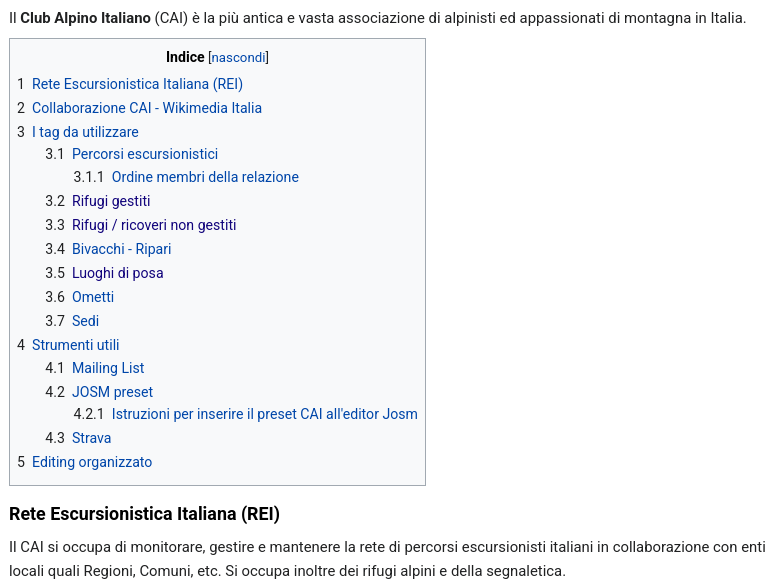 Il Club Alpino Italiano (CAI) è la più antica e vasta associazione di alpinisti ed appassionati di montagna in Italia.
Indice [nascondi]
1 Rete Escursionistica Italiana (REI)
2 Collaborazione CAI - Wikimedia Italia
3 I tag da utilizzare
3.1 Percorsi escursionistici
3.1.1 Ordine membri della relazione
3.2 Rifugi gestiti
3.3 Rifugi / ricoveri non gestiti
3.4 Bivacchi - Ripari
3.5 Luoghi di posa
3.6 Ometti
3.7 Sedi
4 Strumenti utili
4.1 Mailing List
4.2 JOSM preset
4.2.1 Istruzioni per inserire il preset CAI all'editor Josm
4.3 Strava
5 Editing organizzato
Rete Escursionistica Italiana (REI)
Il CAI si occupa di monitorare, gestire e mantenere la rete di percorsi escursionisti italiani in collaborazione con enti
locali quali Regioni, Comuni, etc. Si occupa inoltre dei rifugi alpini e della segnaletica.